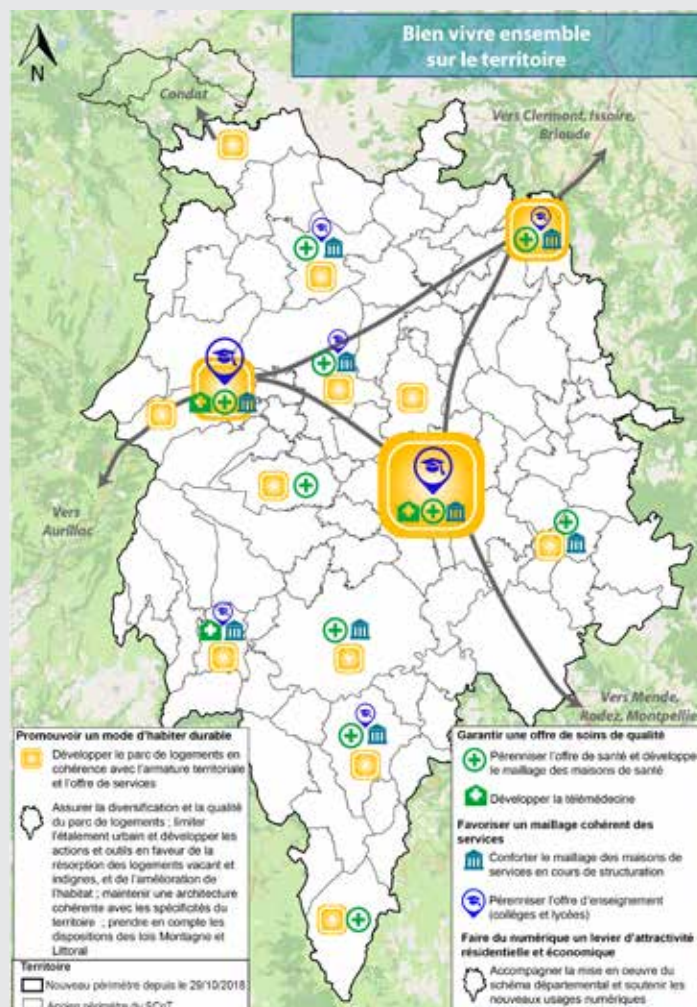 Bien vivre ensemble
sur le territoire
N
Condat
Vers Clermont, Issoire,
Brioude
Vers
Aurillac
Vers Mende,
Rodez, Montpellie
Promouvoir un mode d'habiter durable
Développer le parc de logements en
cohérence avec l'armature territoriale
et l'offre de services
Assurer la diversification et la qualité
du parc de logements ; limiter
l'étalement urbain et développer les
actions et outils en faveur de la
résorption des logements vacant et
indignes, et de l'amélioration de
l'habitat ; maintenir une architecture
cohérente avec les spécificités du
territoire ; prendre en compte les
dispositions des lois Montagne et
Littoral
Territoire
Nouveau périmètre depuis le 29/10/2018
Ancien périmètre du SCoT
Garantir une offre de soins de qualité
Pérenniser l'offre de santé et développe
le maillage des maisons de santé
Développer la télémédecine
Favoriser un maillage cohérent des
services
Conforter le maillage des maisons de
services en cours de structuration
Pérenniser l'offre d'enseignement
(collèges et lycées)
Faire du numérique un levier d'attractivité
résidentielle et économique
Accompagner la mise en oeuvre du
schéma départemental et soutenir les
nouveaux usages numériques